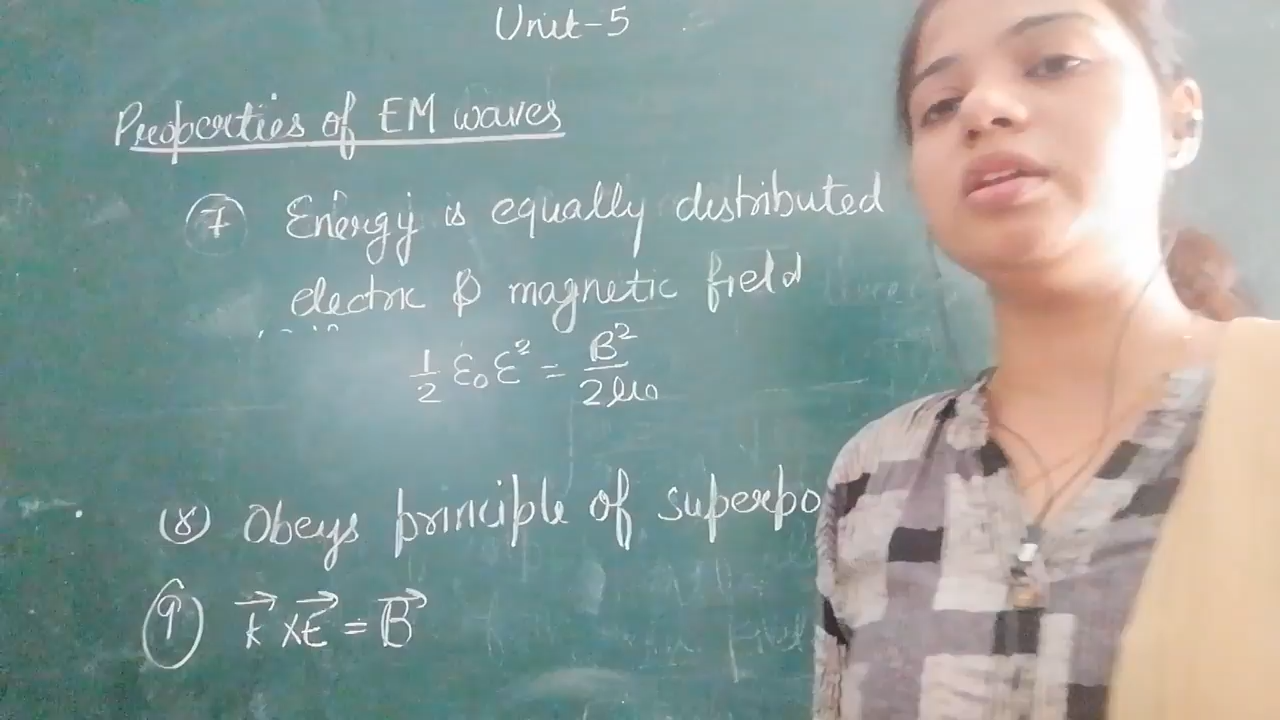 Unit-5
Properties of EM waves
7 Energy is equally distributed
electric & magnetic field
1/2 ε₀ε² = B²/2μ₀
(8) Obeys principle of superpo
9) k⃗ × E⃗ = B⃗